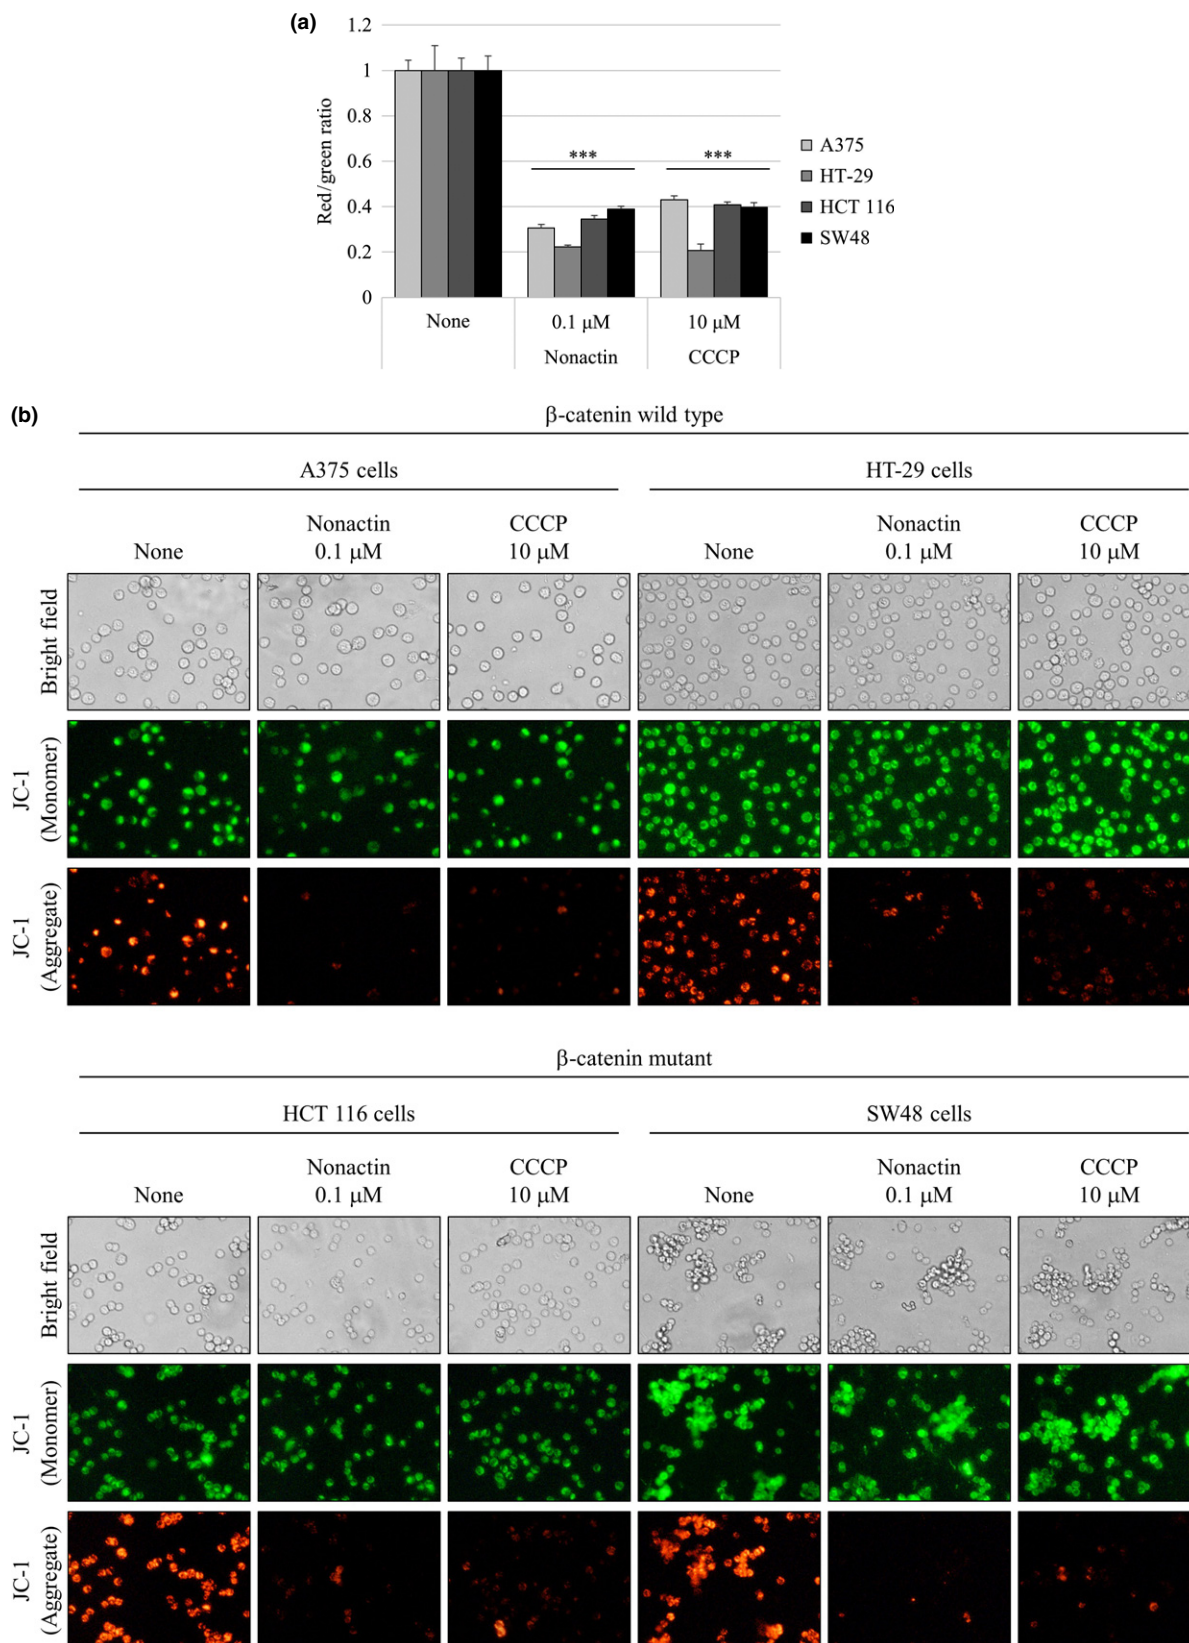 (a)
1.2
1
0.8
0.6
0.4
0.2
0
Red/green ratio
***
***
A375
HT-29
HCT 116
SW48
None
0.1 μM
10 μM
Nonactin
CCCP
(b)
β-catenin wild type
A375 cells
HT-29 cells
None
Nonactin
0.1 μM
CCCP
10 μM
None
Nonactin
0.1 μM
CCCP
10 μM
Bright field
JC-1
(Monomer)
JC-1
(Aggregate)
β-catenin mutant
HCT 116 cells
SW48 cells
None
Nonactin
0.1 μM
CCCP
10 μM
None
Nonactin
0.1 μM
CCCP
10 μM
Bright field
JC-1
(Monomer)
JC-1
(Aggregate)